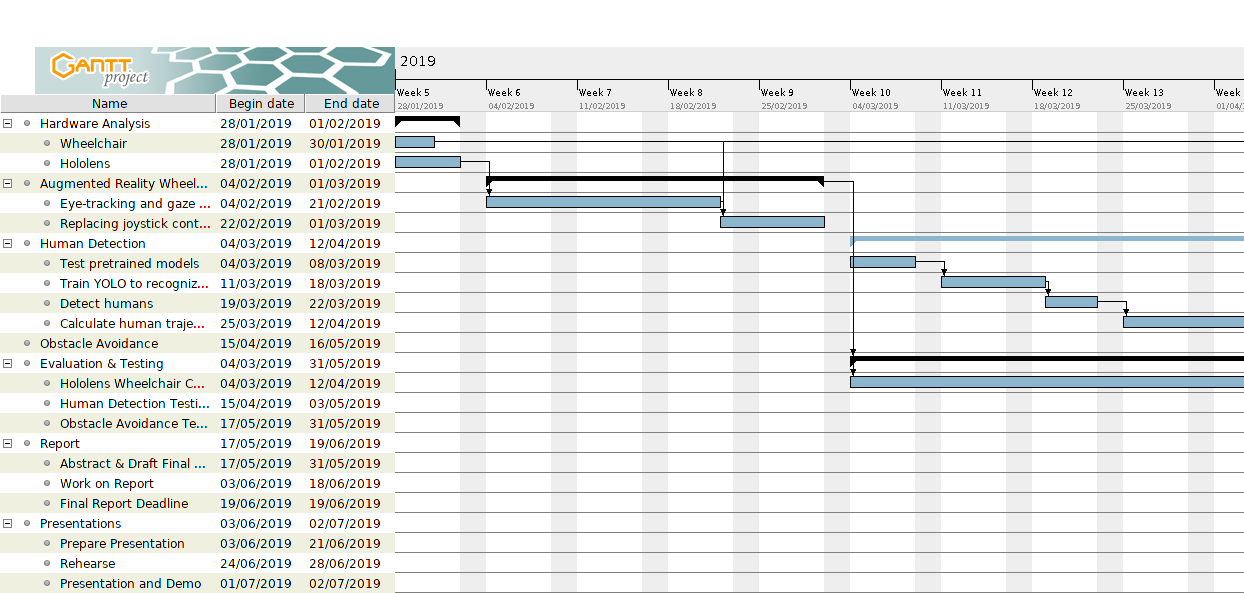 GANTT
project
2019
Week 5 Week 6 Week 7 Week 8 Week 9 Week 10 Week 11 Week 12 Week 13 Week
28/01/2019 04/02/2019 11/02/2019 18/02/2019 25/02/2019 04/03/2019 11/03/2019 18/03/2019 25/03/2019 01/04/
Name Begin date End date
Hardware Analysis 28/01/2019 01/02/2019
Wheelchair 28/01/2019 30/01/2019
Hololens 28/01/2019 01/02/2019
Augmented Reality Wheel... 04/02/2019 01/03/2019
Eye-tracking and gaze ... 04/02/2019 21/02/2019
Replacing joystick cont... 22/02/2019 01/03/2019
Human Detection 04/03/2019 12/04/2019
Test pretrained models 04/03/2019 08/03/2019
Train YOLO to recogniz... 11/03/2019 18/03/2019
Detect humans 19/03/2019 22/03/2019
Calculate human traje... 25/03/2019 12/04/2019
Obstacle Avoidance 15/04/2019 16/05/2019
Evaluation & Testing 04/03/2019 31/05/2019
Hololens Wheelchair C... 04/03/2019 12/04/2019
Human Detection Testi... 15/04/2019 03/05/2019
Obstacle Avoidance Te... 17/05/2019 31/05/2019
Report 17/05/2019 19/06/2019
Abstract & Draft Final ... 17/05/2019 31/05/2019
Work on Report 03/06/2019 18/06/2019
Final Report Deadline 19/06/2019 19/06/2019
Presentations 03/06/2019 02/07/2019
Prepare Presentation 03/06/2019 21/06/2019
Rehearse 24/06/2019 28/06/2019
Presentation and Demo 01/07/2019 02/07/2019